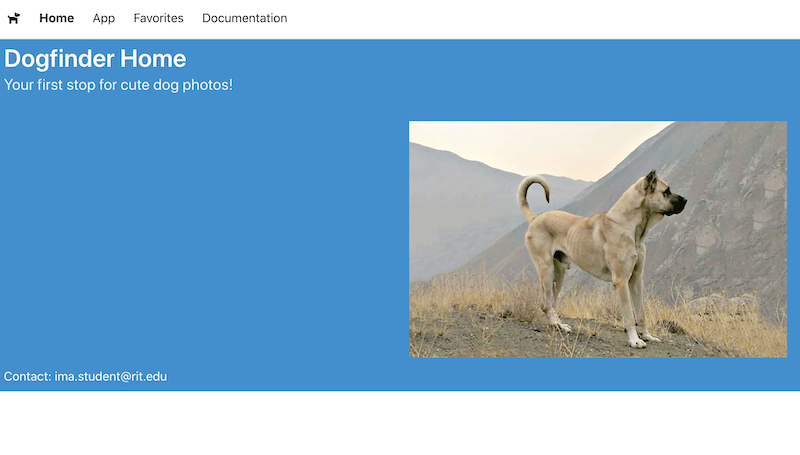 Home App Favorites Documentation
Dogfinder Home
Your first stop for cute dog photos!
Contact: ima.student@rit.edu